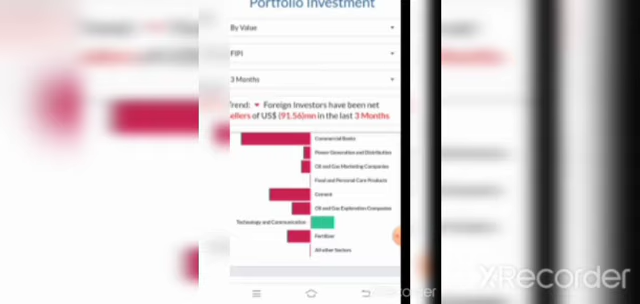 Portfolio Investment
By Value
FIPI
3 Months
Trend: Foreign Investors have been net
sellers of US$ (91.56)mn in the last 3 Months
Commercial Banks
Power Generation and Distribution
Oil and Gas Marketing Companies
Food and Personal Care Products
Cement
Oil and Gas Exploration Companies
Technology and Communication
Fertilizer
All other Sectors
XRecorder
XRecorder